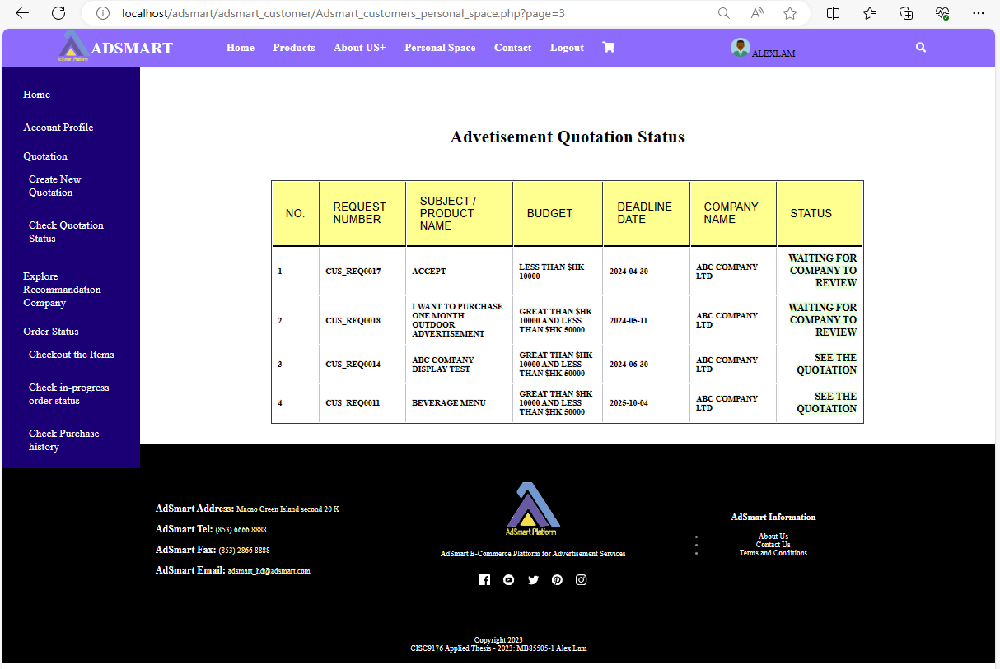 localhost/adsmart/adsmart_customer/Adsmart_customers_personal_space.php?page=3
AdSmart Platform
ADSMART
Home
Products
About US+
Personal Space
Contact
Logout
ALEXLAM
Home
Account Profile
Quotation
Create New
Quotation
Check Quotation
Status
Explore
Recommandation
Company
Order Status
Checkout the Items
Check in-progress
order status
Check Purchase
history
Advetisement Quotation Status
NO.
REQUEST
NUMBER
SUBJECT /
PRODUCT
NAME
BUDGET
DEADLINE
DATE
COMPANY
NAME
STATUS
1
CUS_REQ0017
ACCEPT
LESS THAN $HK
10000
2024-04-30
ABC COMPANY
LTD
WAITING FOR
COMPANY TO
REVIEW
2
CUS_REQ0018
I WANT TO PURCHASE
ONE MONTH
OUTDOOR
ADVERTISEMENT
GREAT THAN $HK
10000 AND LESS
THAN $HK 50000
2024-05-11
ABC COMPANY
LTD
WAITING FOR
COMPANY TO
REVIEW
3
CUS_REQ0014
ABC COMPANY
DISPLAY TEST
GREAT THAN $HK
10000 AND LESS
THAN $HK 50000
2024-06-30
ABC COMPANY
LTD
SEE THE
QUOTATION
4
CUS_REQ0011
BEVERAGE MENU
GREAT THAN $HK
10000 AND LESS
THAN $HK 50000
2025-10-04
ABC COMPANY
LTD
SEE THE
QUOTATION
AdSmart Address: Macao Green Island second 20 K
AdSmart Tel: (853) 6666 8888
AdSmart Fax: (853) 2866 8888
AdSmart Email: adsmart_hd@adsmart.com
AdSmart Platform
AdSmart E-Commerce Platform for Advertisement Services
AdSmart Information
About Us
Contact Us
Terms and Conditions
Copyright 2023
CISC9176 Applied Thesis - 2023: MB85505-1 Alex Lam